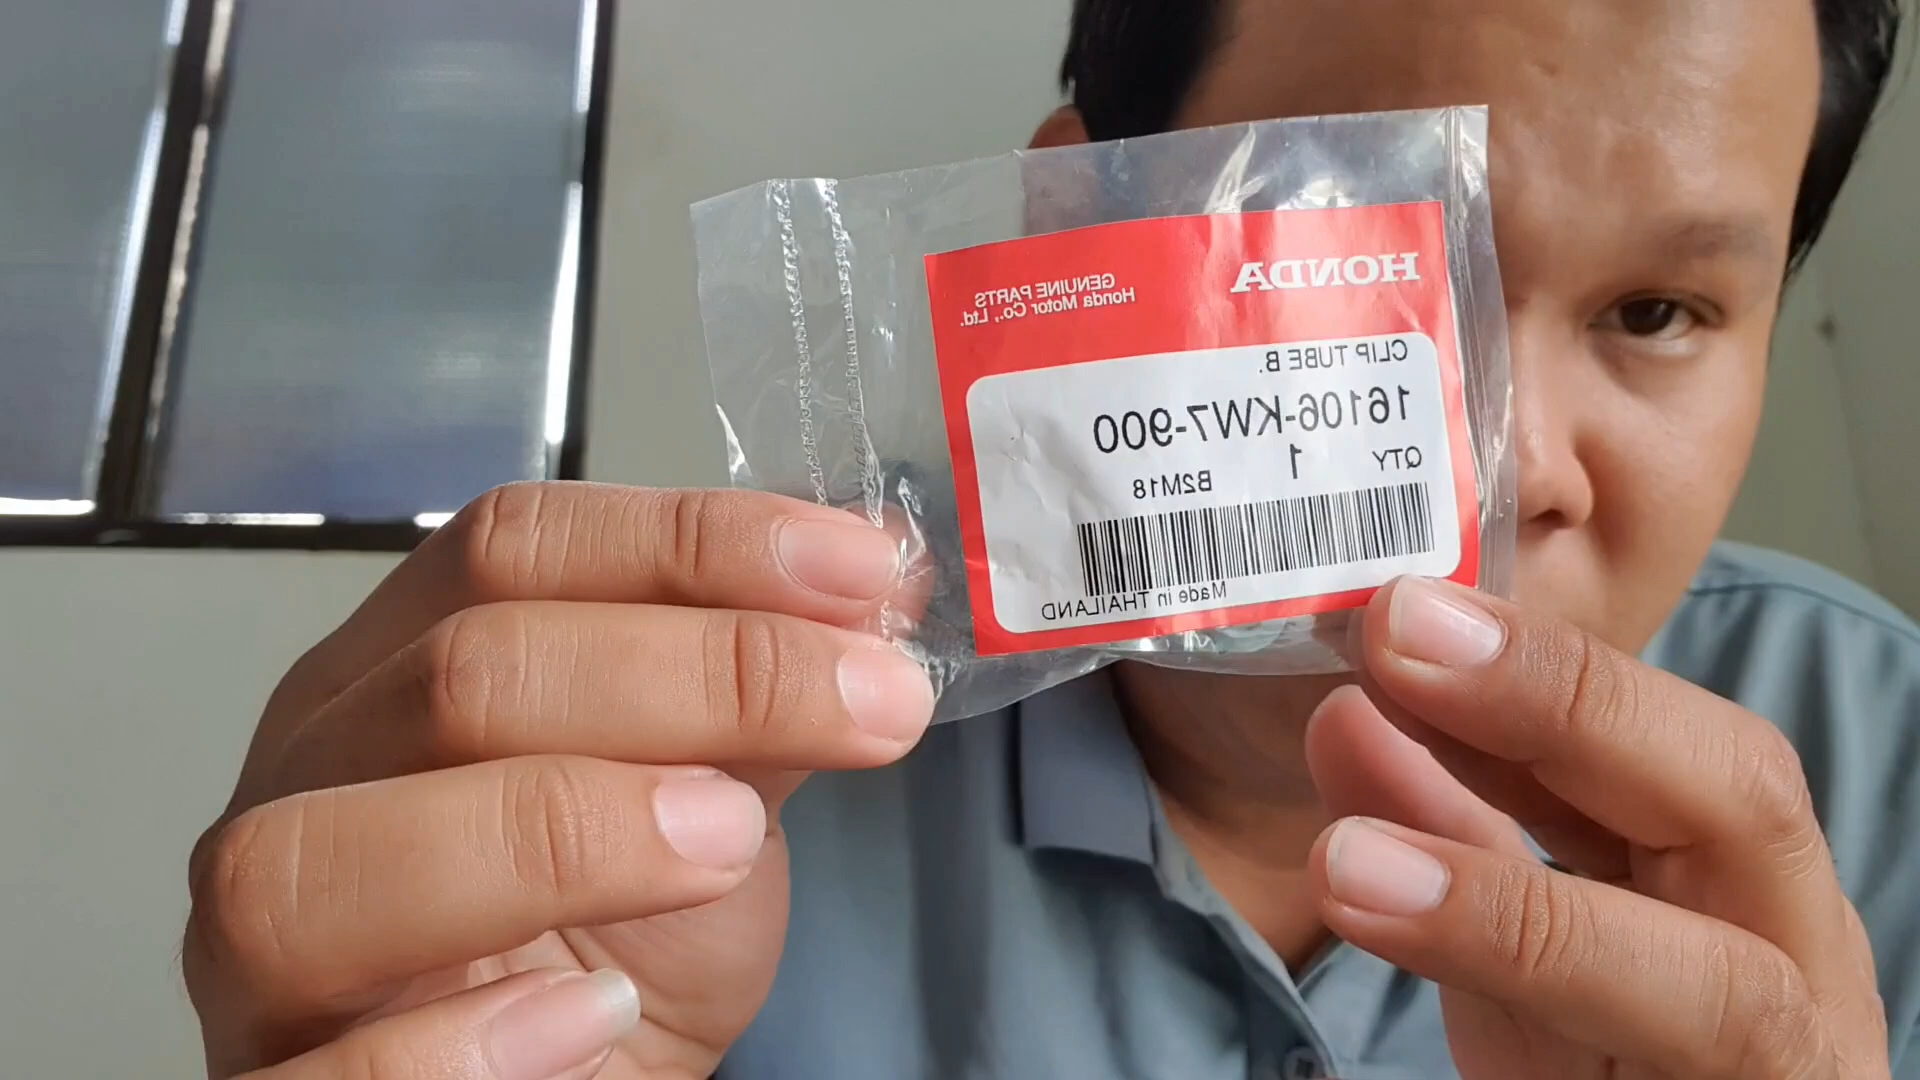 HONDA
GENUINE PARTS
Honda Motor Co., Ltd.
CLIP TUBE B.
16106-KW7-900
QTY 1 B2M18
Made in THAILAND